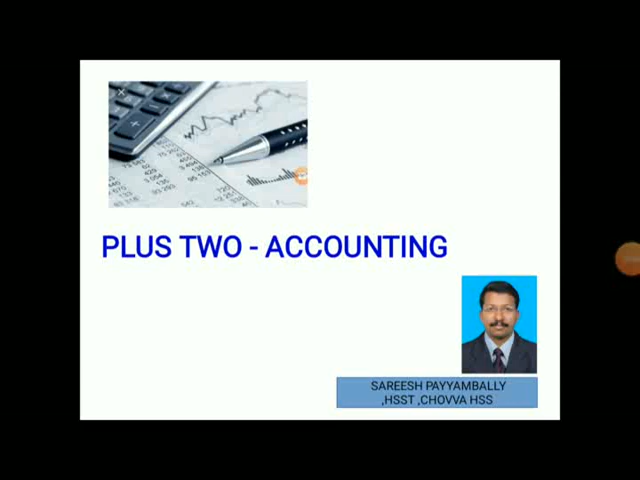 PLUS TWO - ACCOUNTING
SAREESH PAYYAMBALLY
,HSST ,CHOVVA HSS